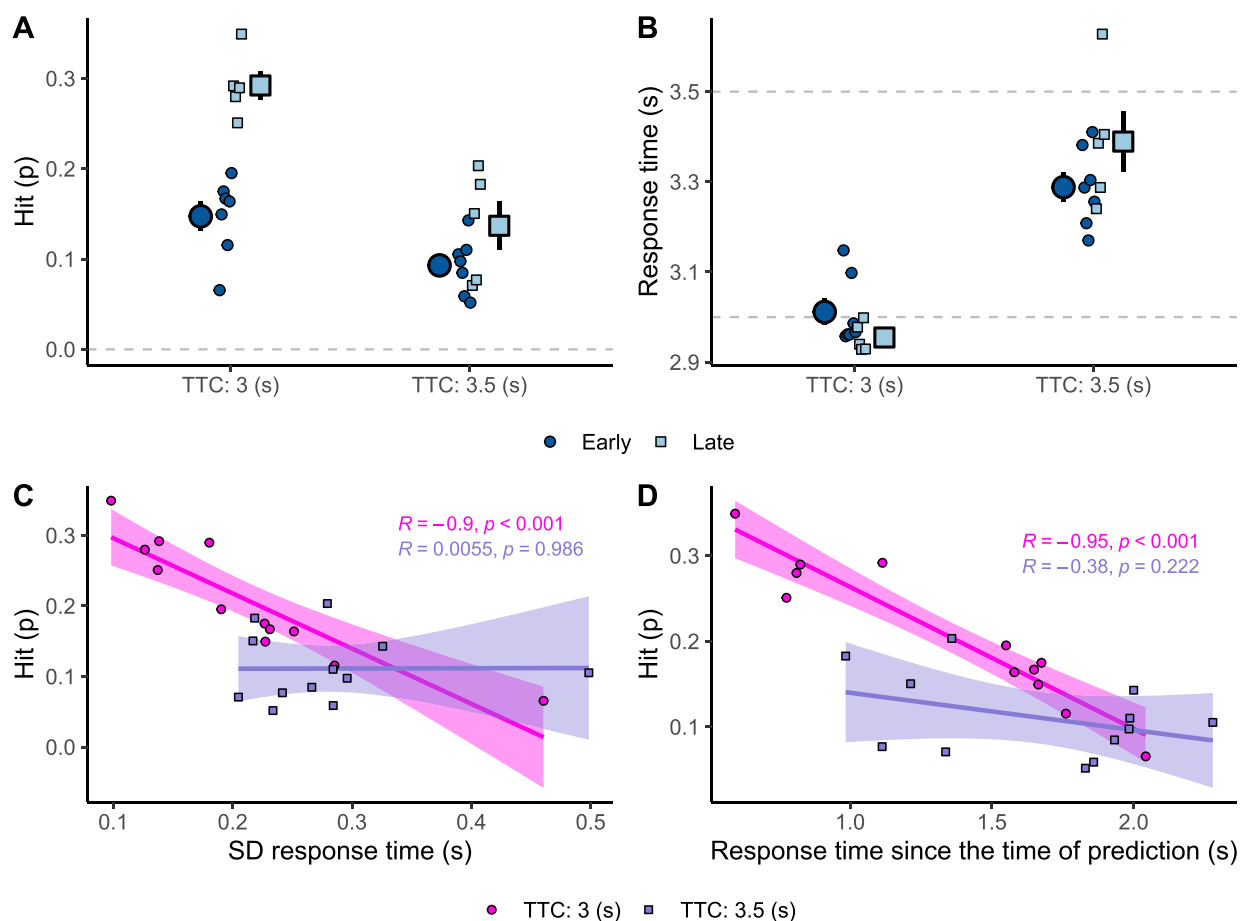 A
Hit (p)
0.3
0.2
0.1
0.0
TTC: 3 (s)
TTC: 3.5 (s)
B
Response time (s)
3.5
3.3
3.1
2.9
TTC: 3 (s)
TTC: 3.5 (s)
Early
Late
C
Hit (p)
0.3
0.2
0.1
0.0
R = −0.9, p < 0.001
R = 0.0055, p = 0.986
0.1
0.2
0.3
0.4
0.5
SD response time (s)
D
Hit (p)
0.3
0.2
0.1
R = −0.95, p < 0.001
R = −0.38, p = 0.222
1.0
1.5
2.0
Response time since the time of prediction (s)
TTC: 3 (s)
TTC: 3.5 (s)